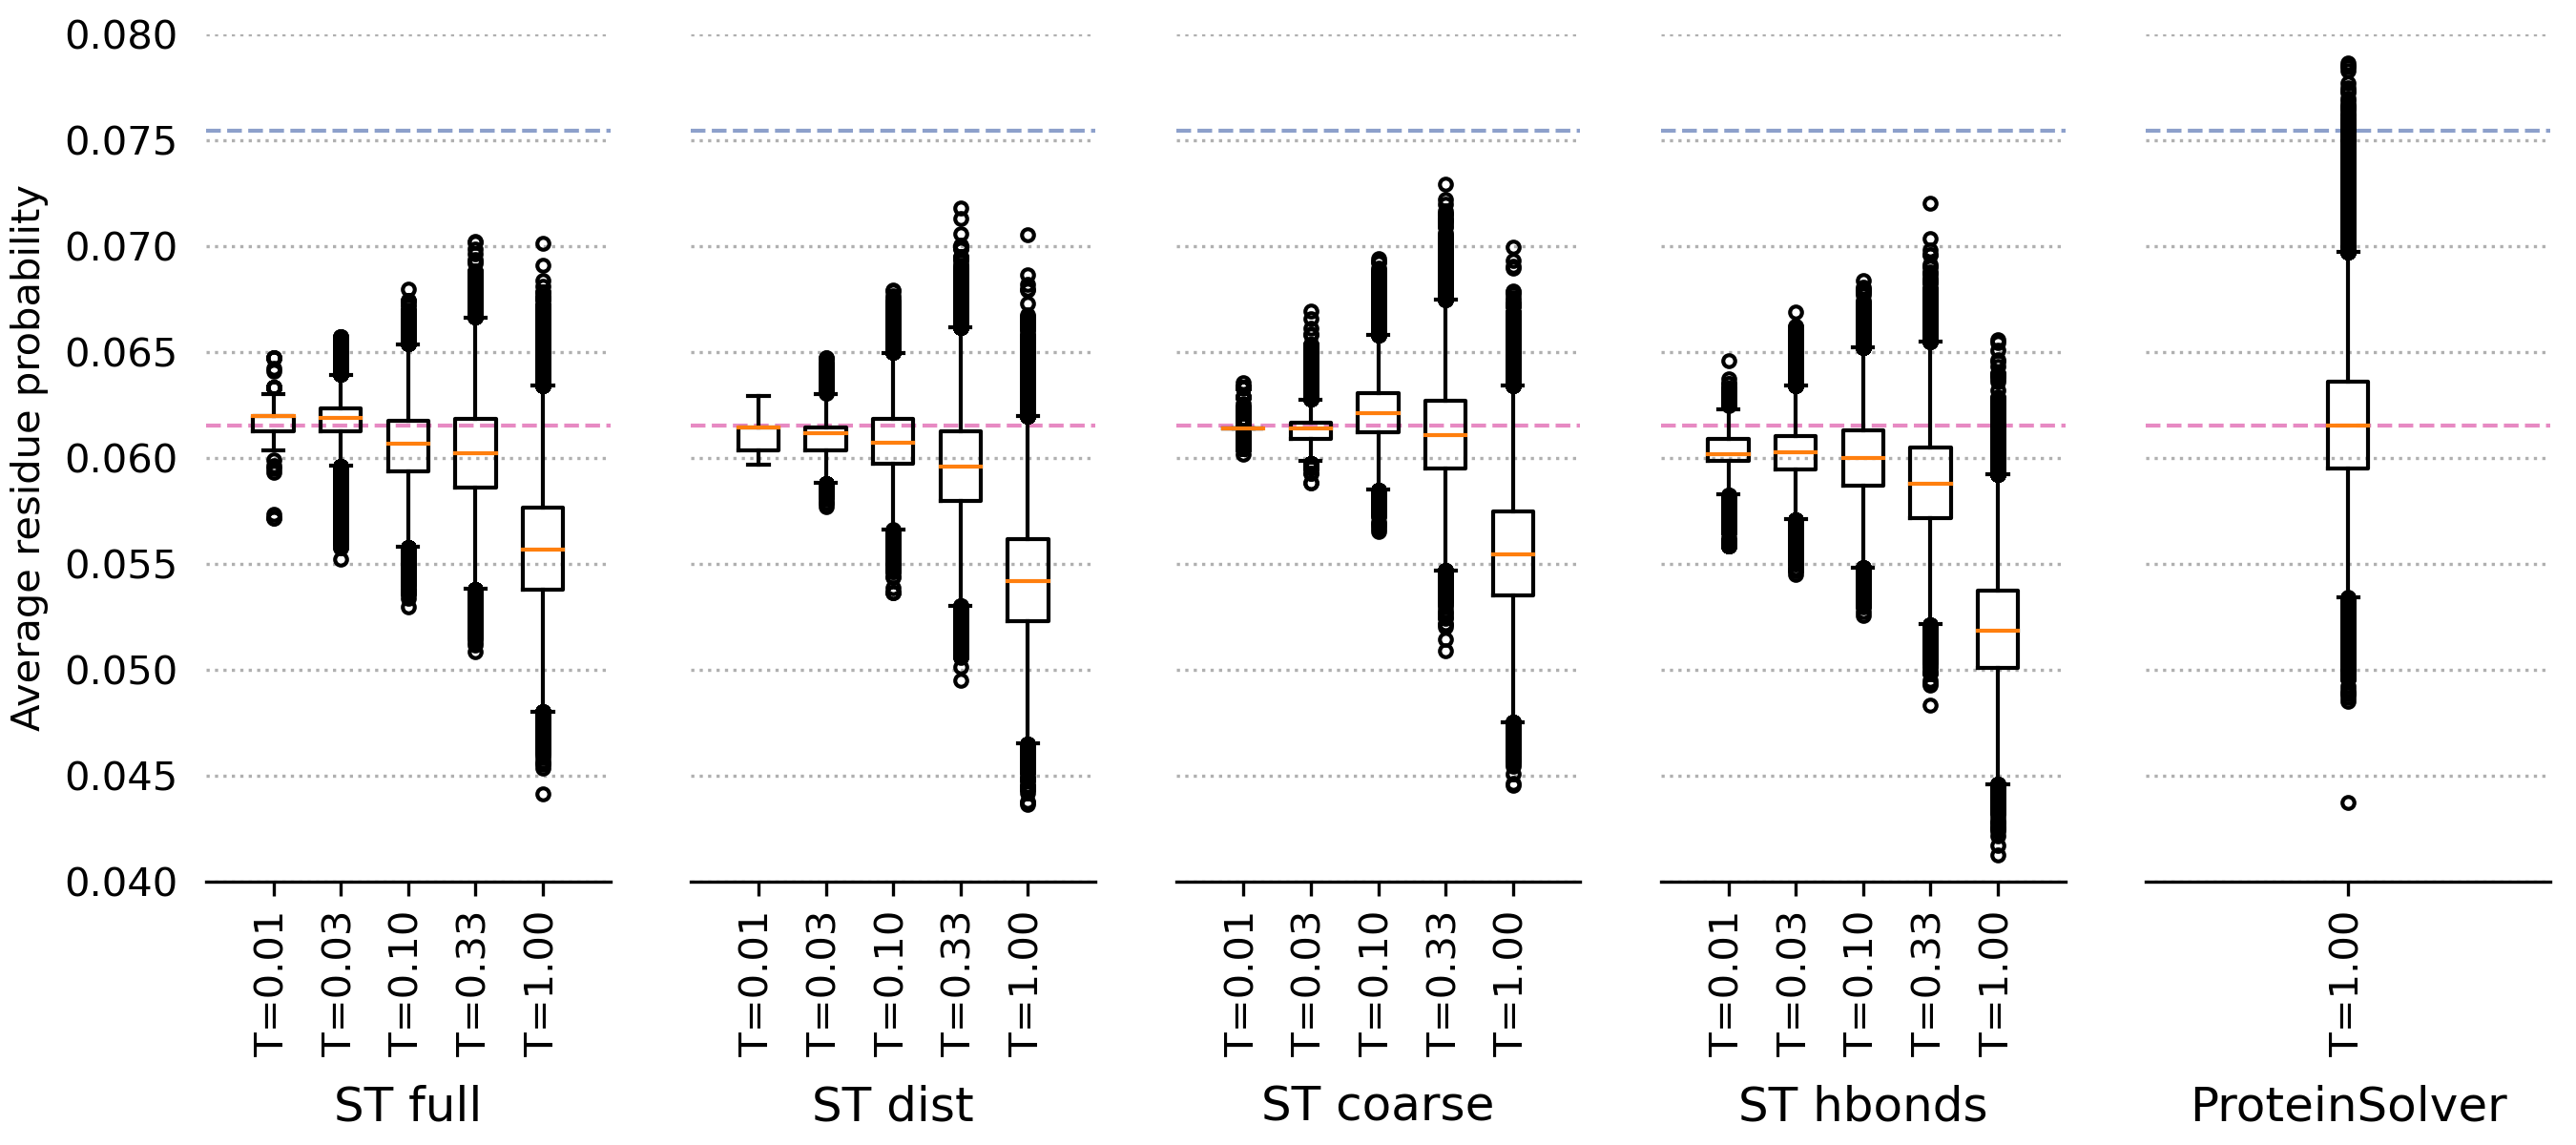 Average residue probability
0.080
0.075
0.070
0.065
0.060
0.055
0.050
0.045
0.040
T=0.01
T=0.03
T=0.10
T=0.33
T=1.00
ST full
T=0.01
T=0.03
T=0.10
T=0.33
T=1.00
ST dist
T=0.01
T=0.03
T=0.10
T=0.33
T=1.00
ST coarse
T=0.01
T=0.03
T=0.10
T=0.33
T=1.00
ST hbonds
T=1.00
ProteinSolver